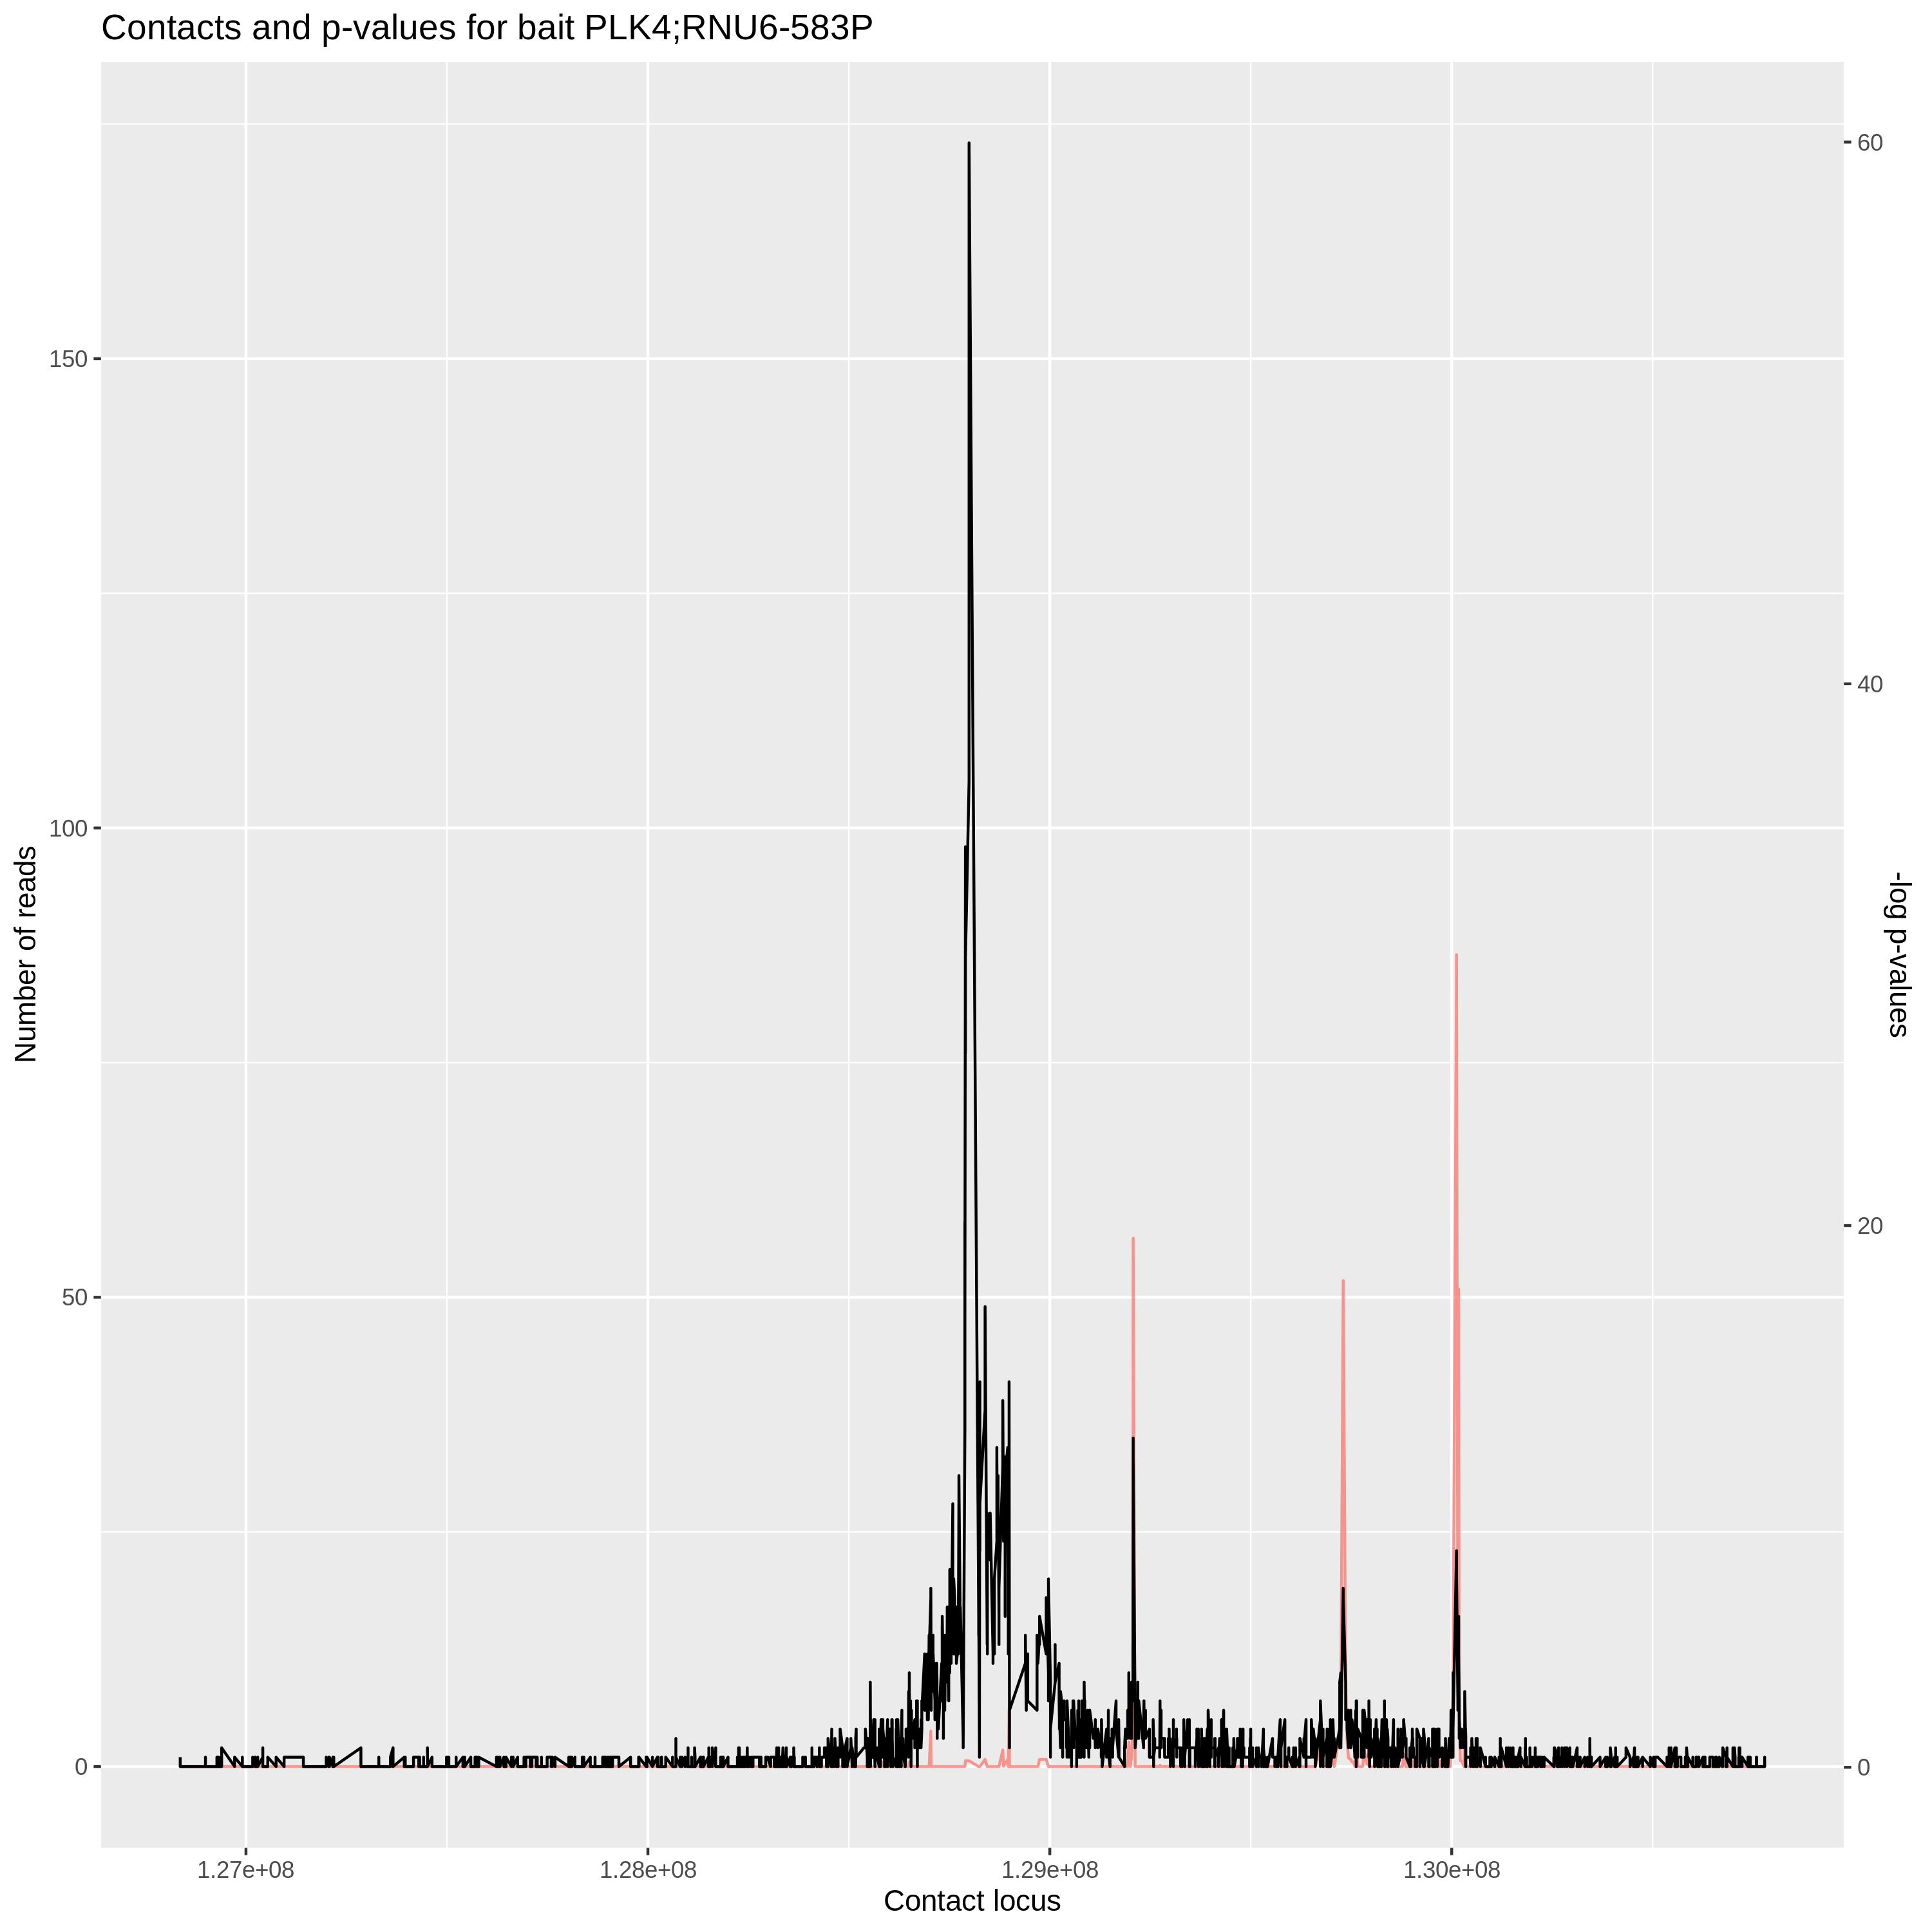 Contacts and p-values for bait PLK4;RNU6-583P
Number of reads
150
100
50
0
60
40
20
0
-log p-values
1.27e+08
1.28e+08
1.29e+08
1.30e+08
Contact locus